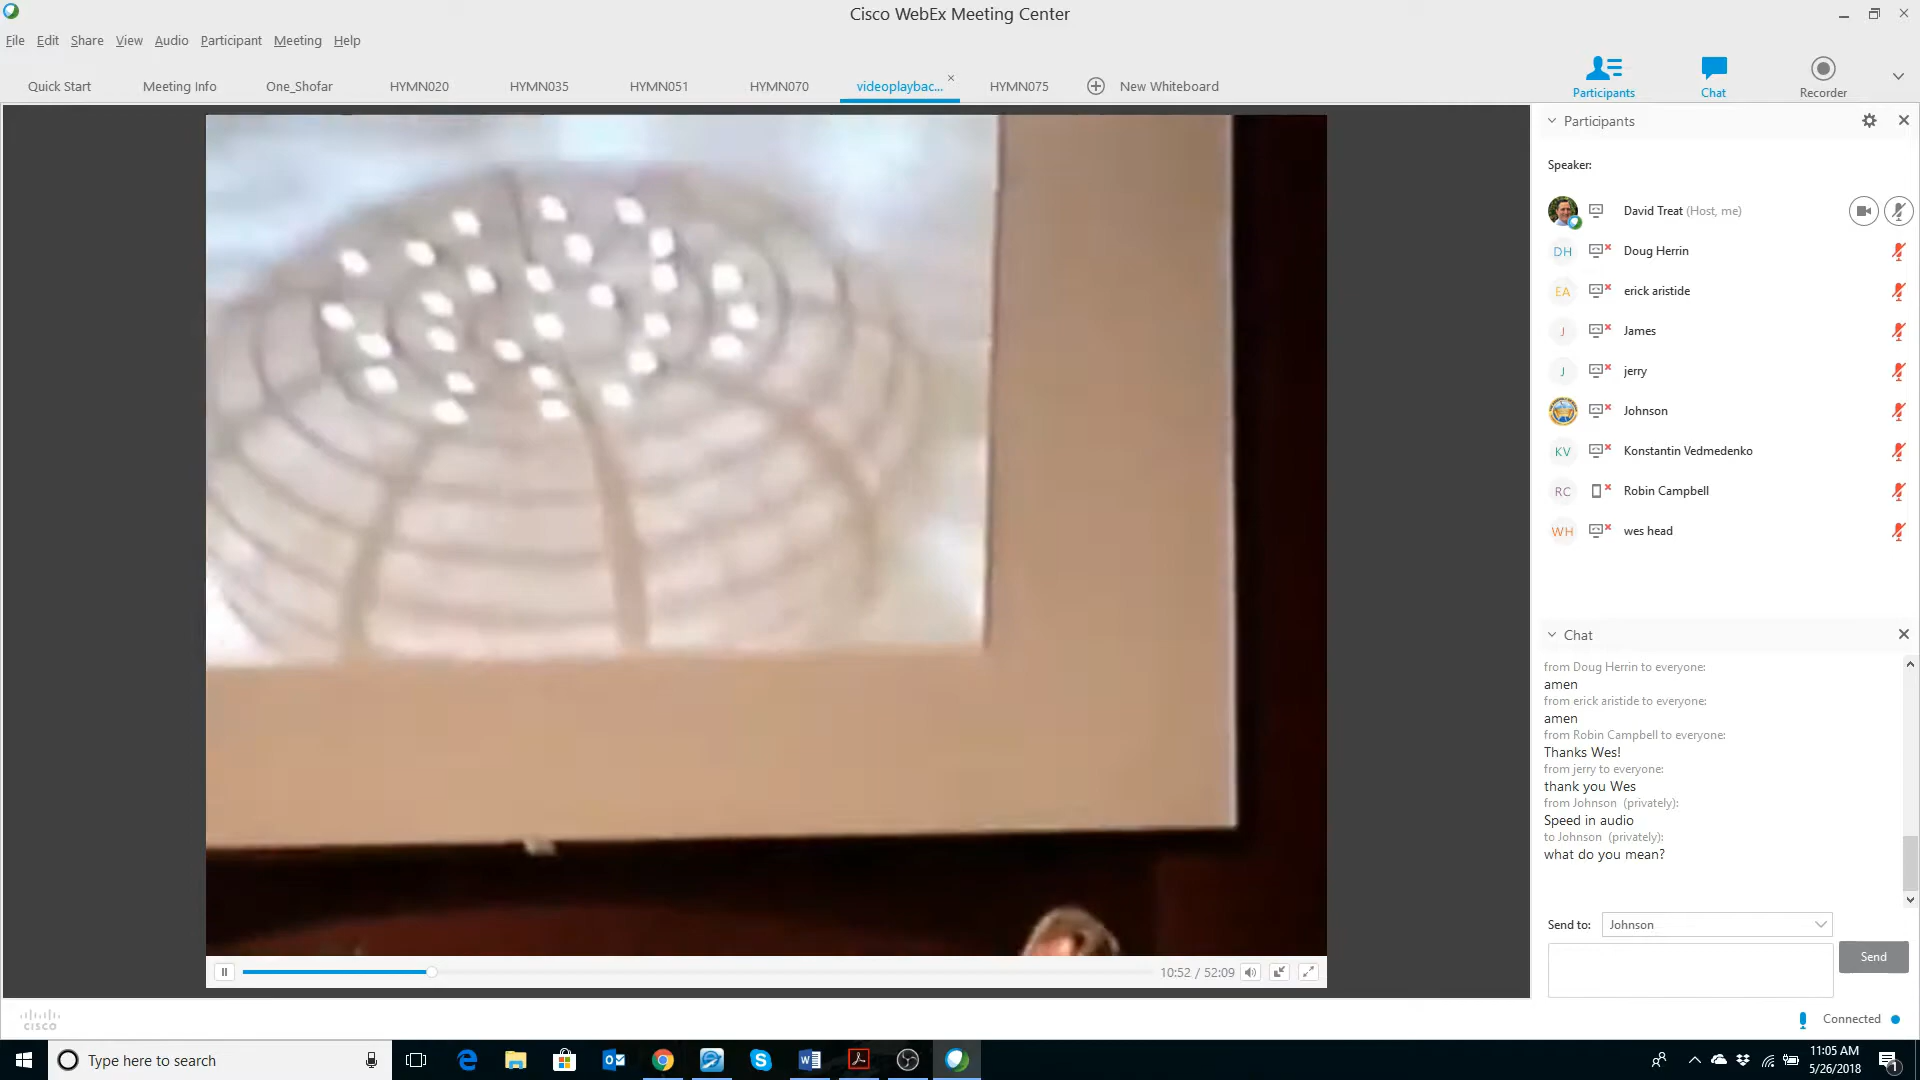 Cisco WebEx Meeting Center
File Edit Share View Audio Participant Meeting Help
Quick Start Meeting Info One_Shofar HYMN020 HYMN035 HYMN051 HYMN070 videoplaybac... HYMN075 New Whiteboard
Participants Chat Recorder
Participants
Speaker:
David Treat (Host, me)
DH Doug Herrin
EA erick aristide
J James
J jerry
Johnson
KV Konstantin Vedmedenko
RC Robin Campbell
WH wes head
Chat
from Doug Herrin to everyone:
amen
from erick aristide to everyone:
amen
from Robin Campbell to everyone:
Thanks Wes!
from jerry to everyone:
thank you Wes
from Johnson (privately):
Speed in audio
to Johnson (privately):
what do you mean?
Send to: Johnson
Send
10:52 / 52:09
CISCO
Connected
Type here to search
11:05 AM
5/26/2018
1